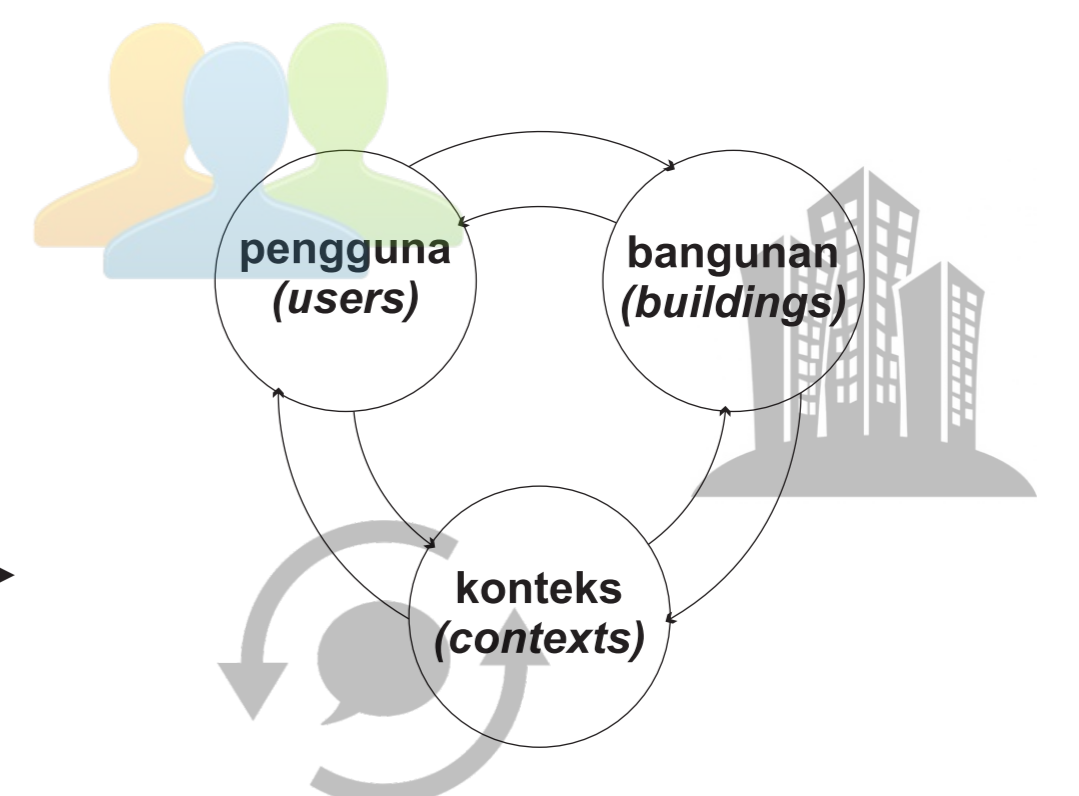 pengguna
(users)
bangunan
(buildings)
konteks
(contexts)